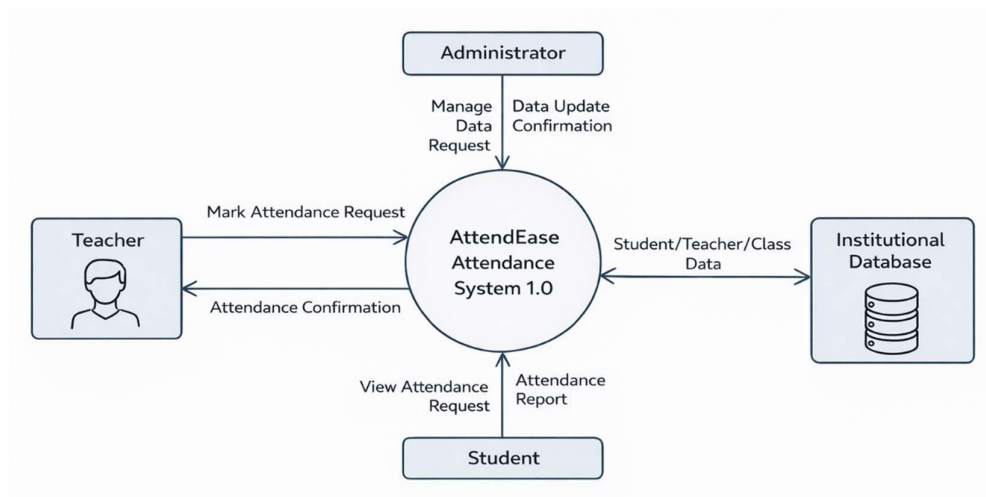 Administrator
Manage
Data
Request
Data Update
Confirmation
Mark Attendance Request
Teacher
AttendEase
Attendance
System 1.0
Student/Teacher/Class
Data
Institutional
Database
Attendance Confirmation
View Attendance
Request
Attendance
Report
Student